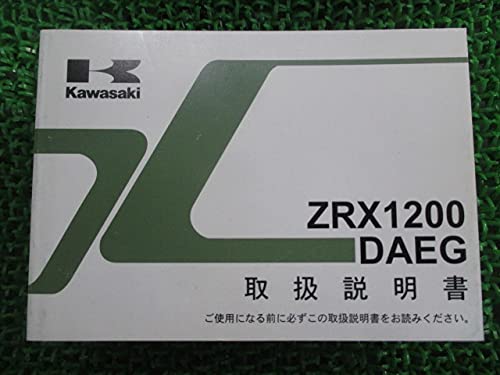 Kawasaki
ZRX1200
DAEG
取扱説明書
ご使用になる前に必ずこの取扱説明書をお読みください。